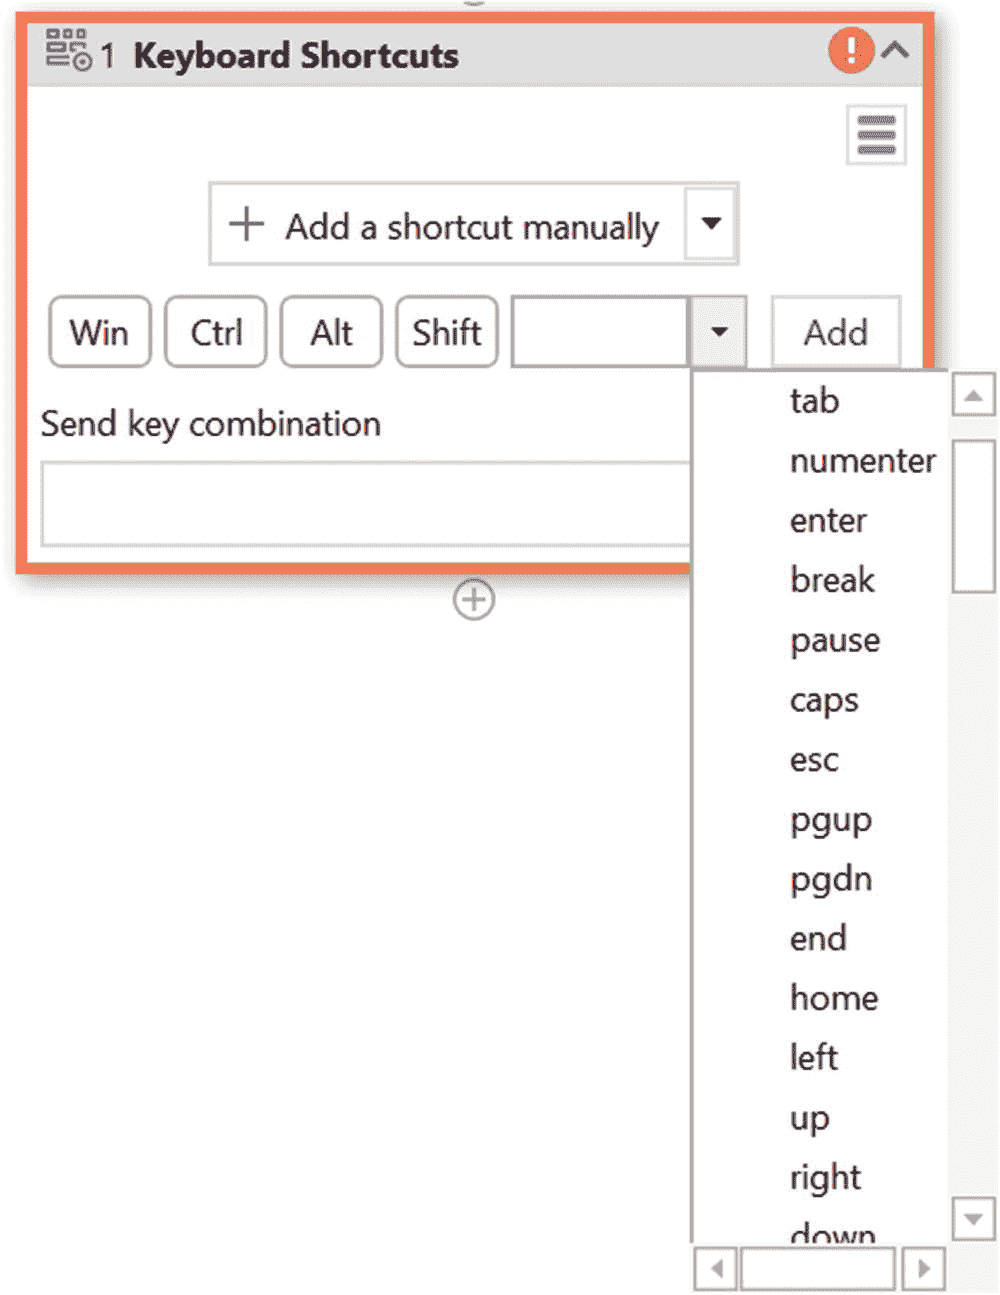 1 Keyboard Shortcuts
+ Add a shortcut manually
Win Ctrl Alt Shift Add
Send key combination
tab
numenter
enter
break
pause
caps
esc
pgup
pgdn
end
home
left
up
right
down